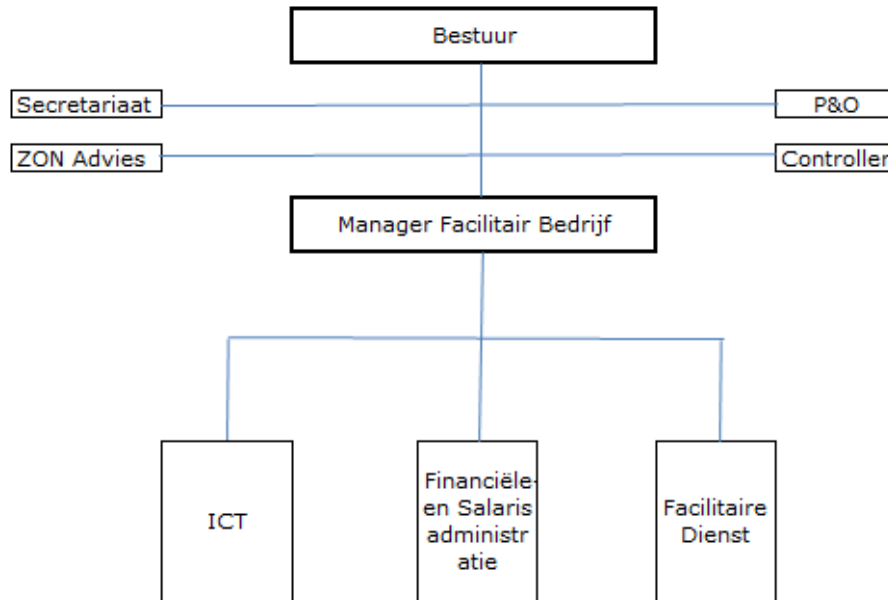 Bestuur
Secretariaat
P&O
ZON Advies
Controller
Manager Facilitair Bedrijf
ICT
Financiële-
en Salaris
administr
atie
Facilitaire
Dienst